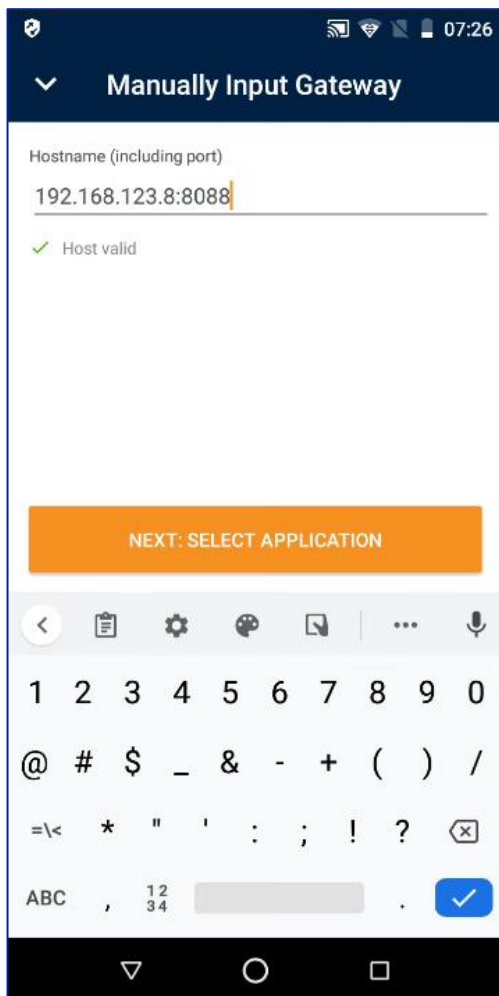 07:26
Manually Input Gateway
Hostname (including port)
192.168.123.8:8088
Host valid
NEXT: SELECT APPLICATION
1 2 3 4 5 6 7 8 9 0
@ # $ _ & - + ( ) /
=\< * " ' : ; ! ?
ABC , 12 .
34